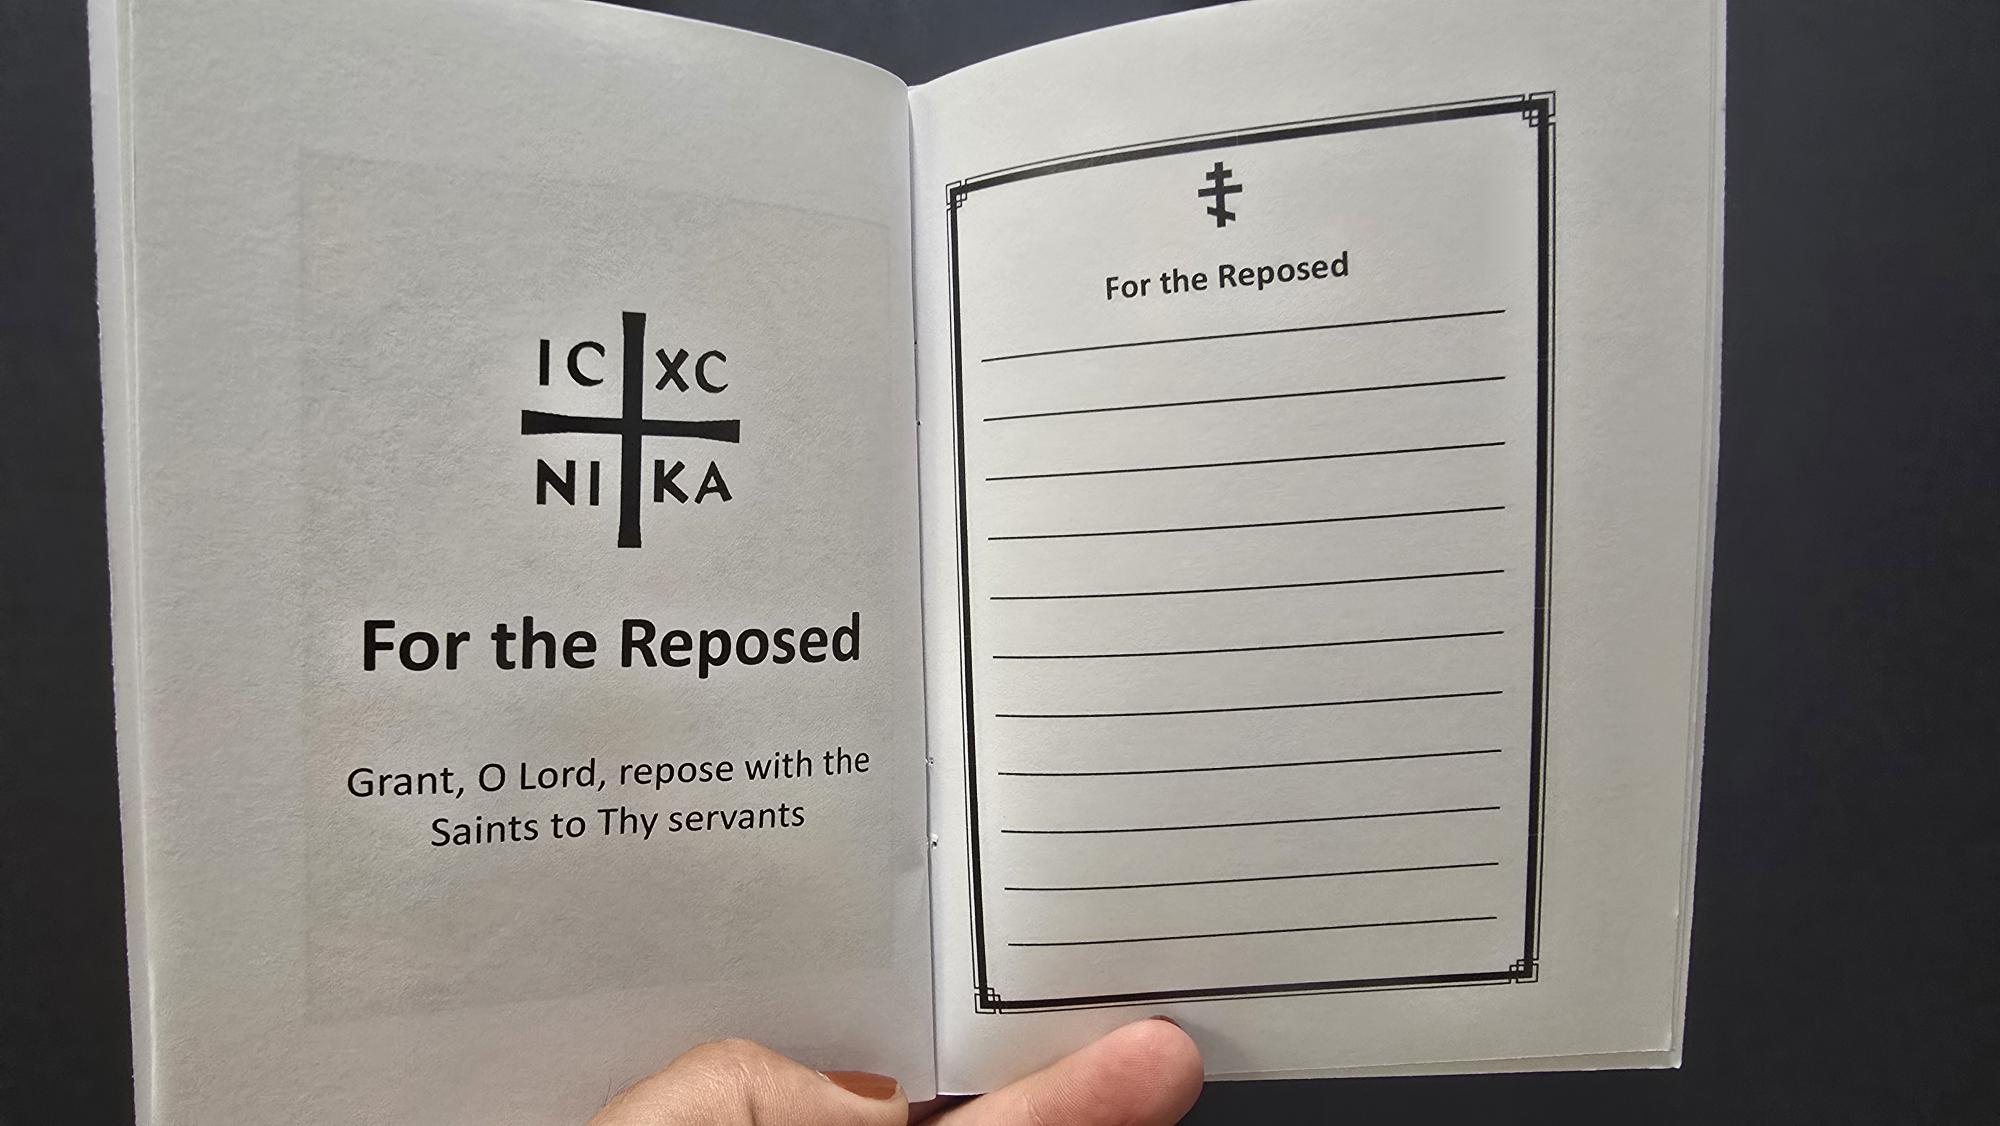 IC XC
NI KA
For the Reposed
Grant, O Lord, repose with the
Saints to Thy servants
For the Reposed